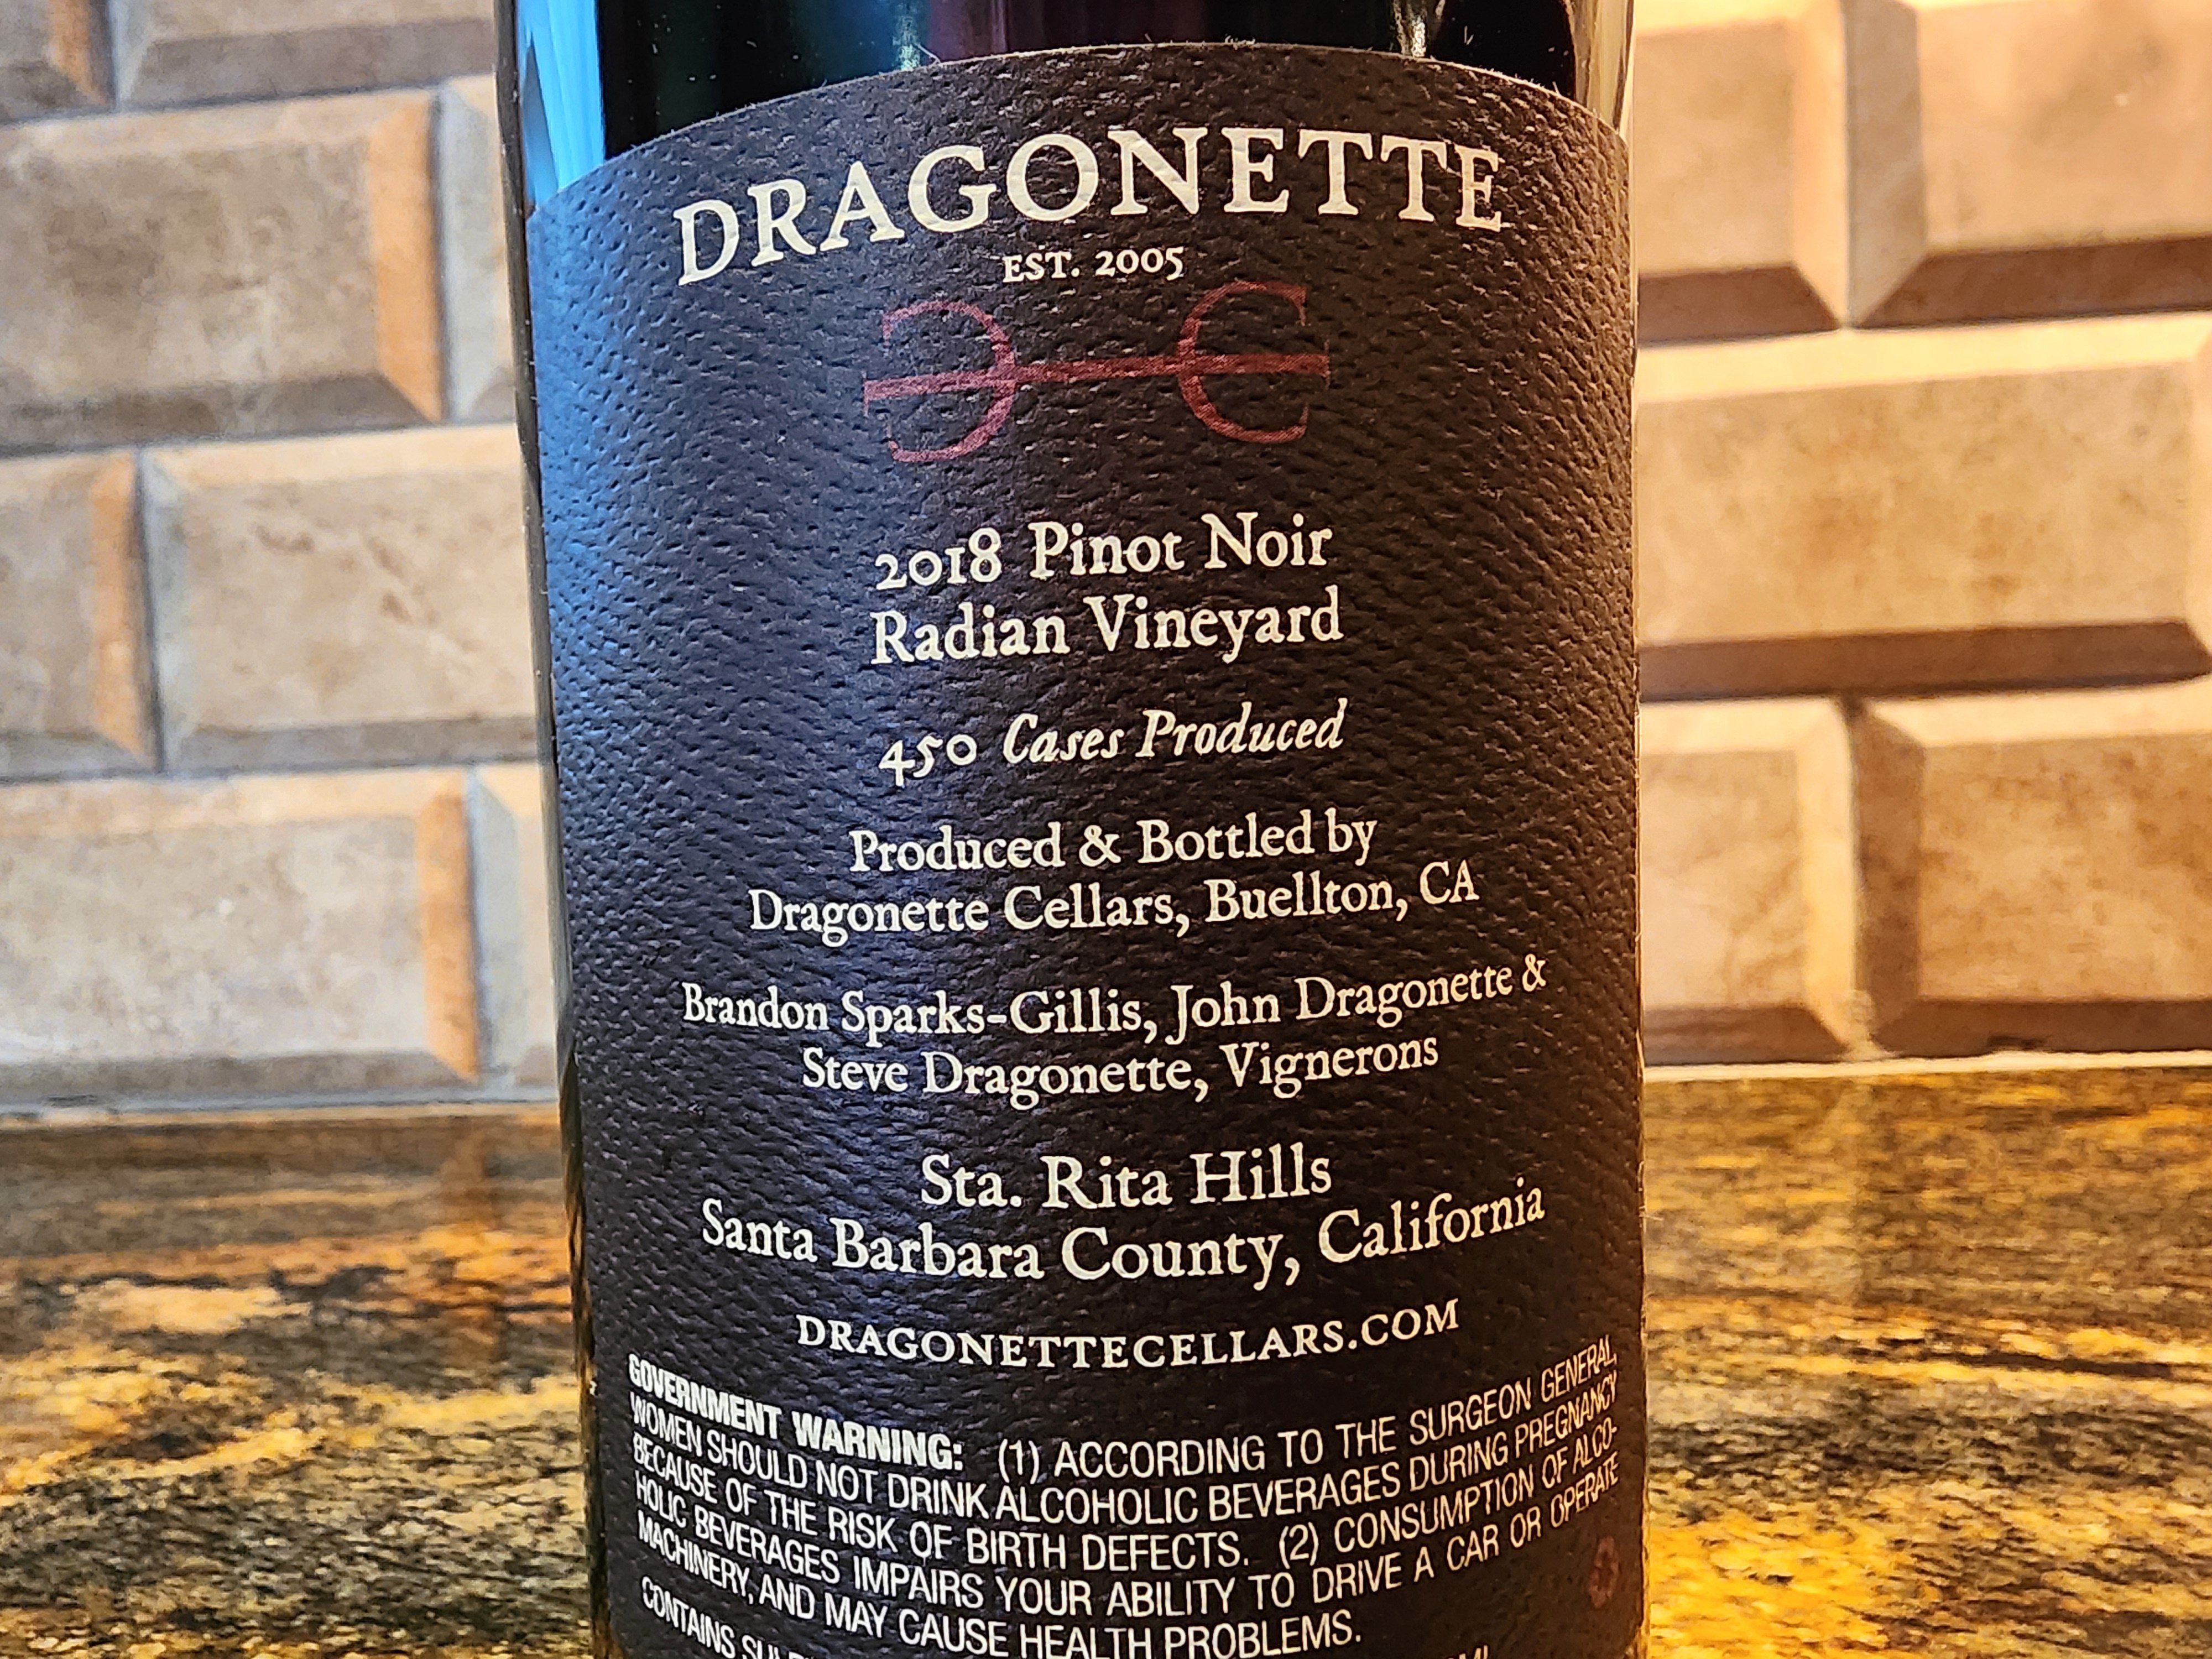 DRAGONETTE
EST. 2005
2018 Pinot Noir
Radian Vineyard
450 Cases Produced
Produced & Bottled by
Dragonette Cellars, Buellton, CA
Brandon Sparks-Gillis, John Dragonette &
Steve Dragonette, Vignerons
Sta. Rita Hills
Santa Barbara County, California
DRAGONETTECELLARS.COM
GOVERNMENT WARNING: (1) ACCORDING TO THE SURGEON GENERAL,
WOMEN SHOULD NOT DRINK ALCOHOLIC BEVERAGES DURING PREGNANCY
BECAUSE OF THE RISK OF BIRTH DEFECTS. (2) CONSUMPTION OF ALCO-
HOLIC BEVERAGES IMPAIRS YOUR ABILITY TO DRIVE A CAR OR OPERATE
MACHINERY, AND MAY CAUSE HEALTH PROBLEMS.
CONTAINS